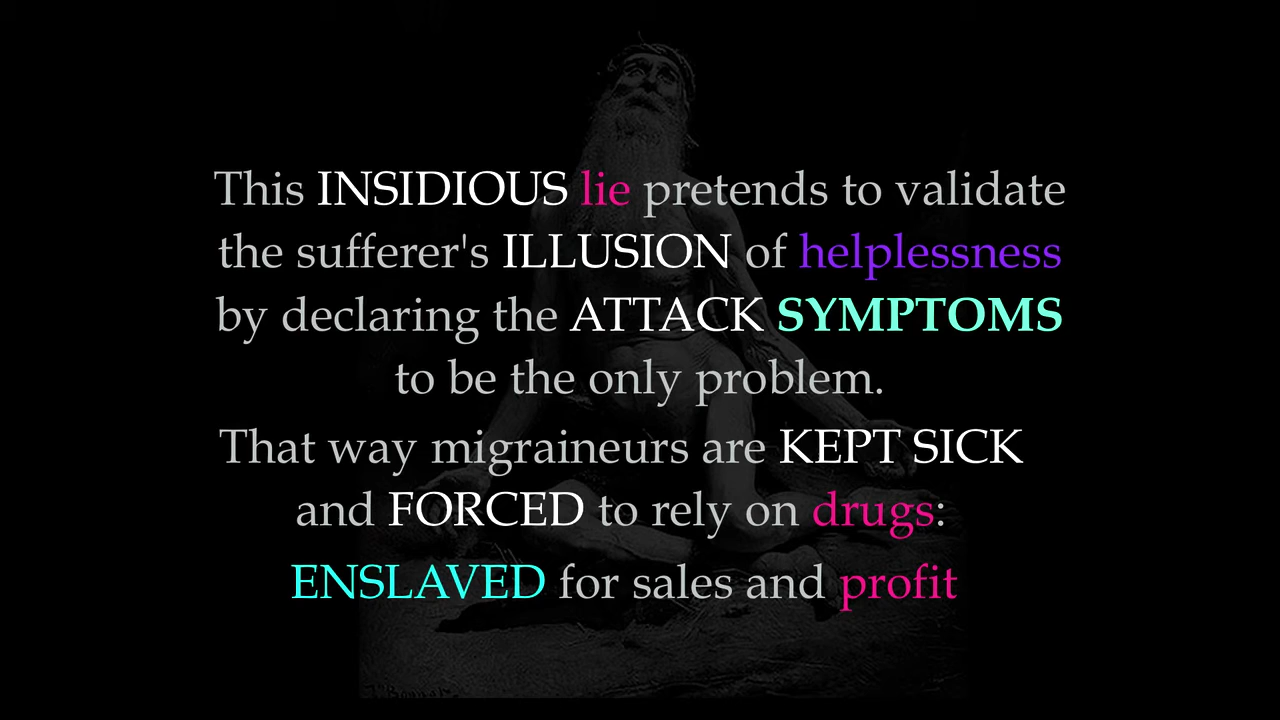 This INSIDIOUS lie pretends to validate
the sufferer's ILLUSION of helplessness
by declaring the ATTACK SYMPTOMS
to be the only problem.
That way migraineurs are KEPT SICK
and FORCED to rely on drugs:
ENSLAVED for sales and profit